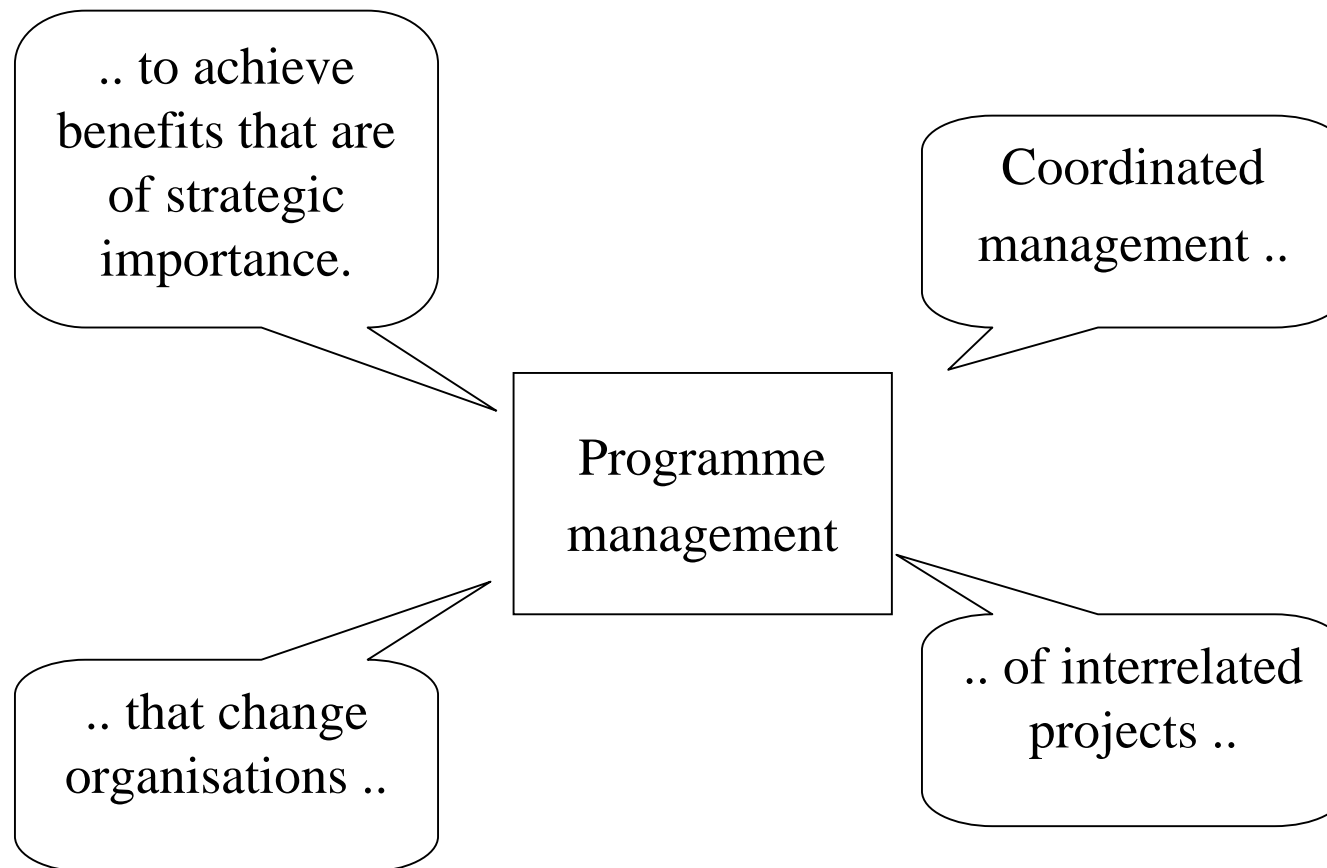 .. to achieve
benefits that are
of strategic
importance.
Coordinated
management ..
Programme
management
.. that change
organisations ..
.. of interrelated
projects ..